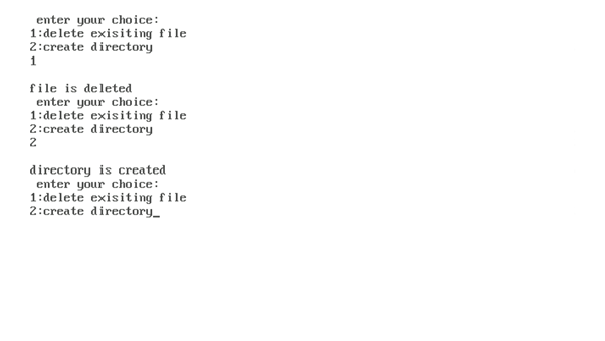 enter your choice:
1:delete exisiting file
2:create directory
1
file is deleted
enter your choice:
1:delete exisiting file
2:create directory
2
directory is created
enter your choice:
1:delete exisiting file
2:create directory_